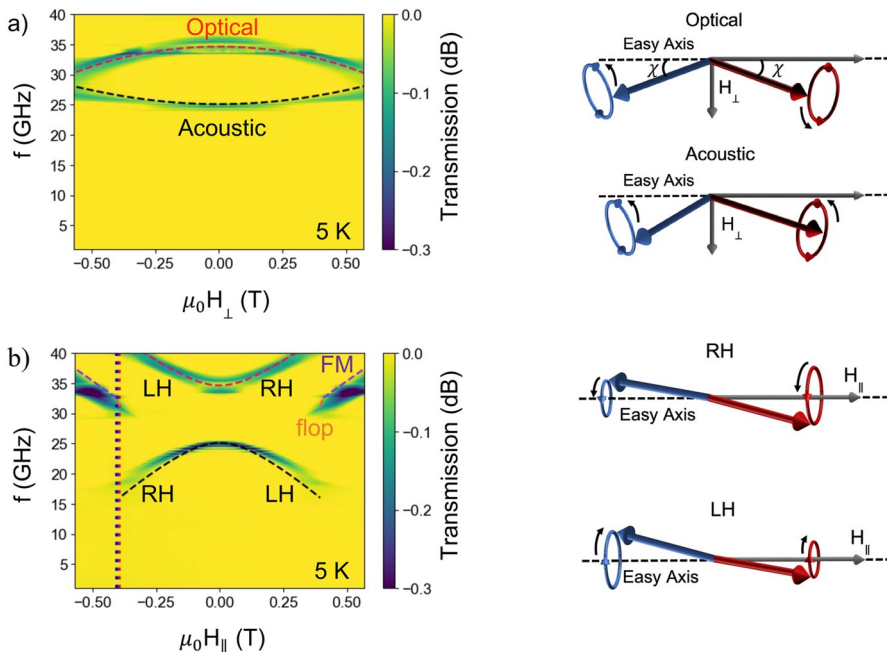 a)
40
35
30
25
20
15
10
5
f (GHz)
Optical
Acoustic
5 K
−0.50 −0.25 0.00 0.25 0.50
μ₀H⊥ (T)
0.0
−0.1
−0.2
−0.3
Transmission (dB)
Optical
Easy Axis
χ χ
H⊥
Acoustic
Easy Axis
H⊥
b)
40
35
30
25
20
15
10
5
f (GHz)
FM
LH RH
flop
RH LH
5 K
−0.50 −0.25 0.00 0.25 0.50
μ₀H∥ (T)
0.0
−0.1
−0.2
−0.3
Transmission (dB)
RH
H∥
Easy Axis
LH
H∥
Easy Axis